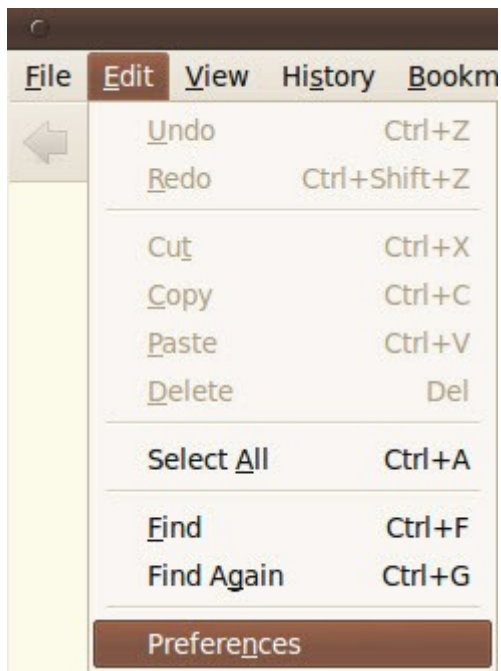 File Edit View History Bookm
Undo Ctrl+Z
Redo Ctrl+Shift+Z
Cut Ctrl+X
Copy Ctrl+C
Paste Ctrl+V
Delete Del
Select All Ctrl+A
Find Ctrl+F
Find Again Ctrl+G
Preferences